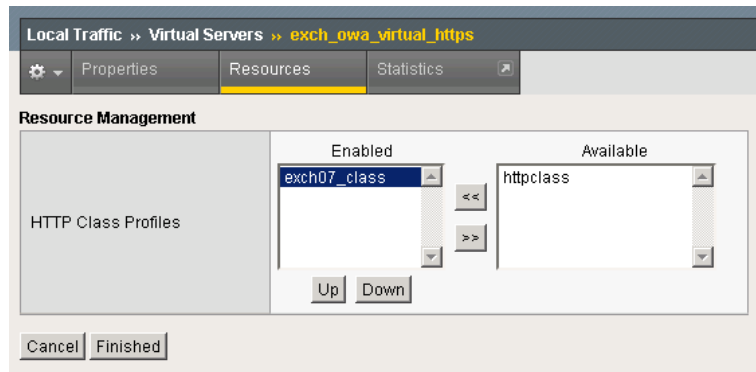 Local Traffic » Virtual Servers » exch_owa_virtual_https
Properties Resources Statistics
Resource Management
Enabled Available
exch07_class << httpclass
HTTP Class Profiles
>>
Up Down
Cancel Finished